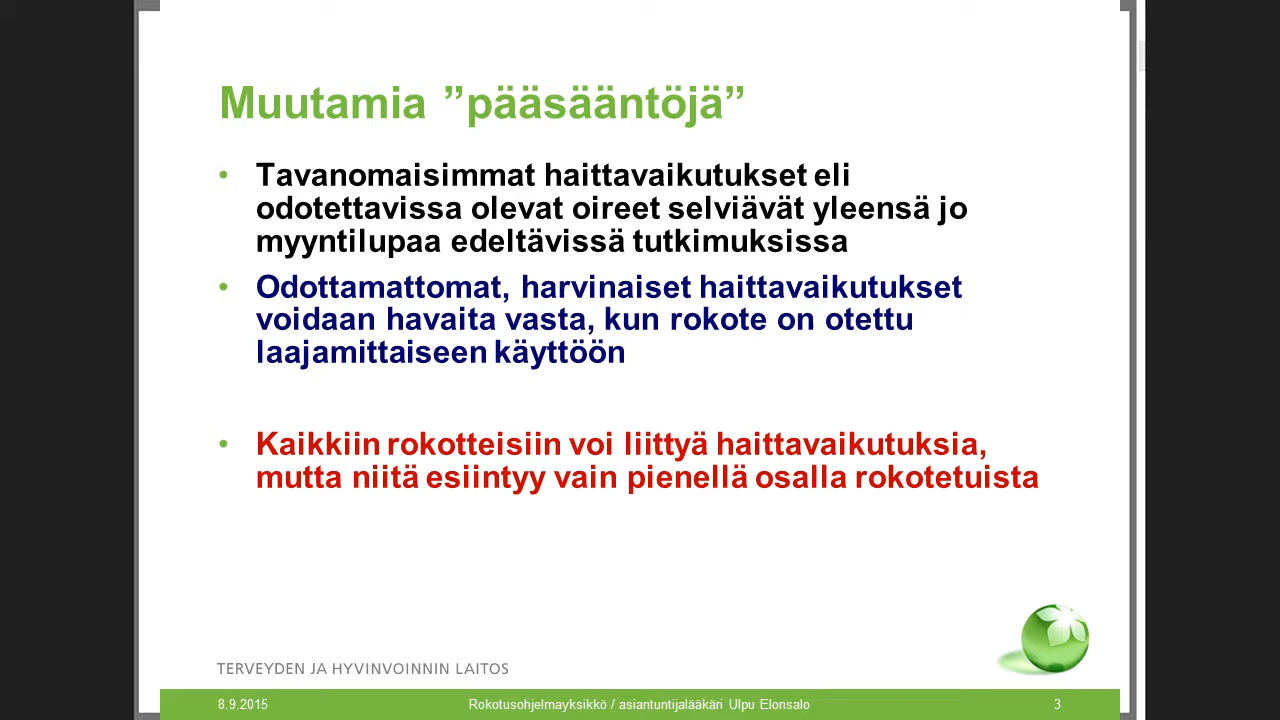 Muutamia ”pääsääntöjä”
• Tavanomaisimmat haittavaikutukset eli
odotettavissa olevat oireet selviävät yleensä jo
myyntilupaa edeltävissä tutkimuksissa
• Odottamattomat, harvinaiset haittavaikutukset
voidaan havaita vasta, kun rokote on otettu
laajamittaiseen käyttöön
• Kaikkiin rokotteisiin voi liittyä haittavaikutuksia,
mutta niitä esiintyy vain pienellä osalla rokotetuista
TERVEYDEN JA HYVINVOINNIN LAITOS
8.9.2015 Rokotusohjelmayksikkö / asiantuntijalääkäri Ulpu Elonsalo 3